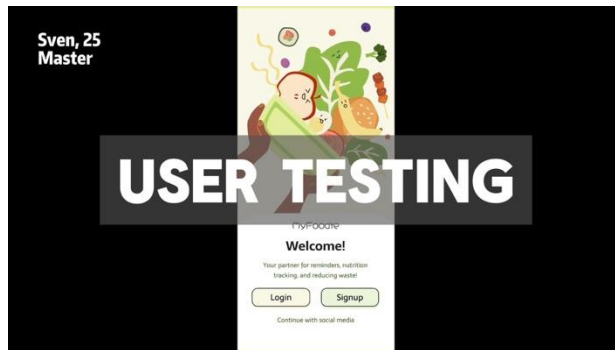 Sven, 25
Master
USER TESTING
MyFoodie
Welcome!
Your partner for reminders, nutrition
tracking, and reducing waste!
Login Signup
Continue with social media